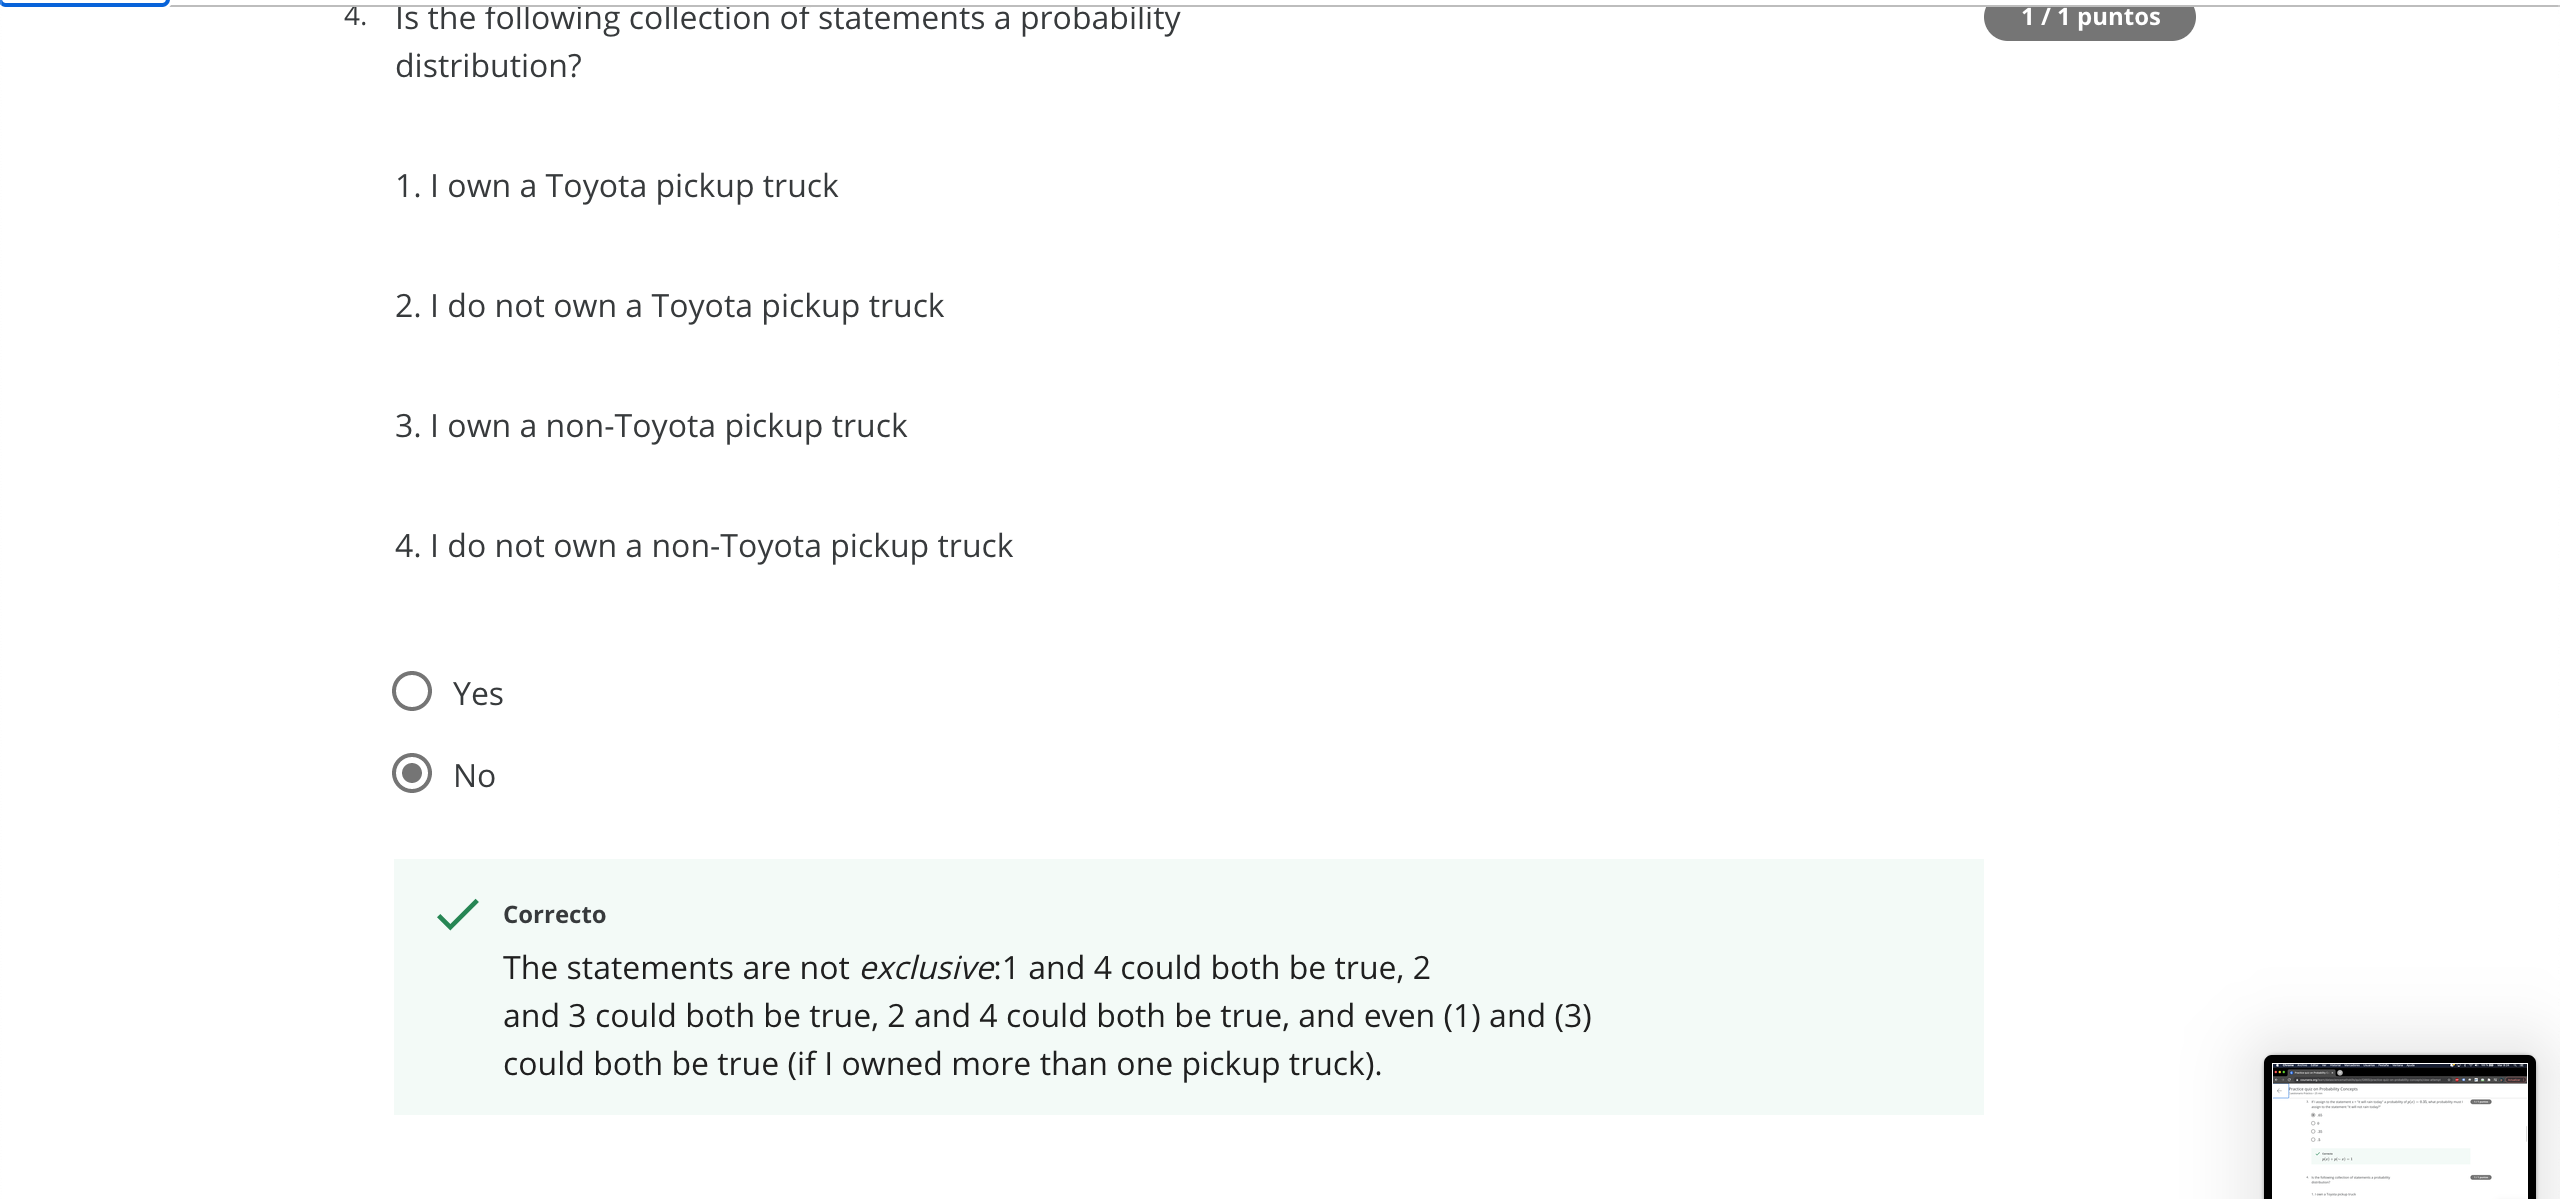 4. Is the following collection of statements a probability
distribution?
1 / 1 puntos
1. I own a Toyota pickup truck
2. I do not own a Toyota pickup truck
3. I own a non-Toyota pickup truck
4. I do not own a non-Toyota pickup truck
Yes
No
Correcto
The statements are not exclusive:1 and 4 could both be true, 2
and 3 could both be true, 2 and 4 could both be true, and even (1) and (3)
could both be true (if I owned more than one pickup truck).